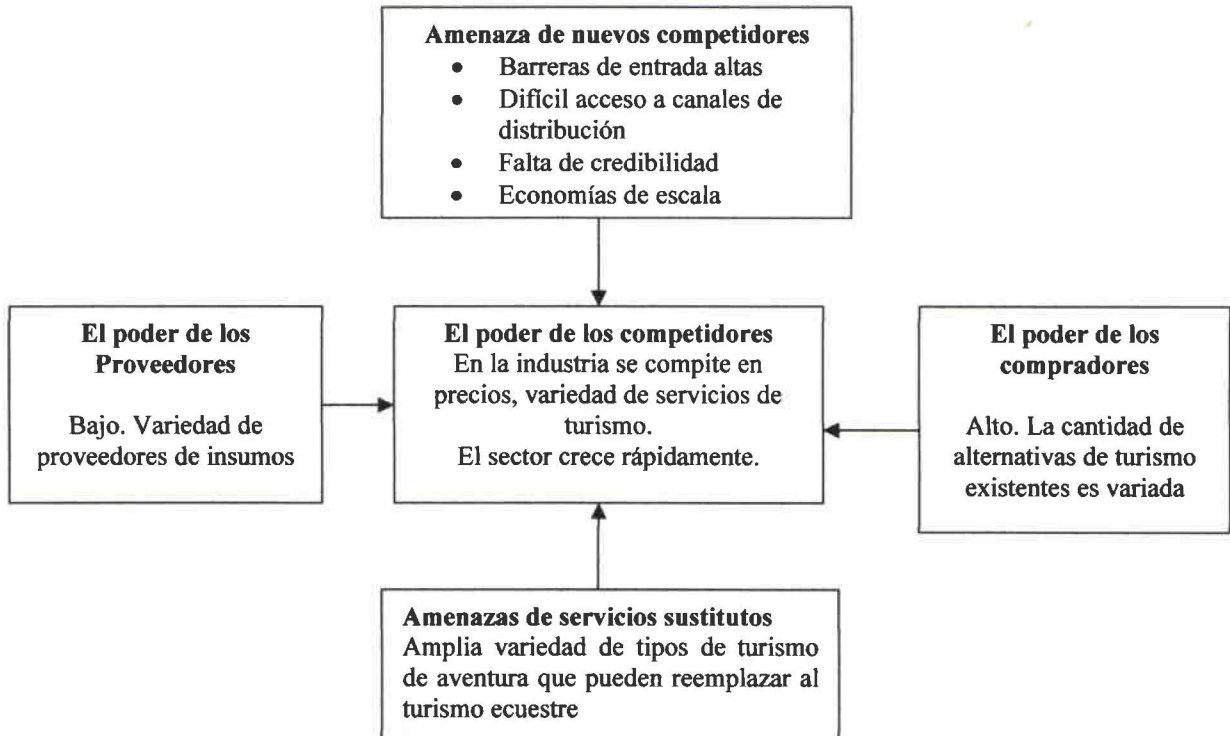 Amenaza de nuevos competidores
• Barreras de entrada altas
• Difícil acceso a canales de
distribución
• Falta de credibilidad
• Economías de escala
El poder de los
Proveedores
Bajo. Variedad de
proveedores de insumos
El poder de los competidores
En la industria se compite en
precios, variedad de servicios de
turismo.
El sector crece rápidamente.
El poder de los
compradores
Alto. La cantidad de
alternativas de turismo
existentes es variada
Amenazas de servicios sustitutos
Amplia variedad de tipos de turismo
de aventura que pueden reemplazar al
turismo ecuestre